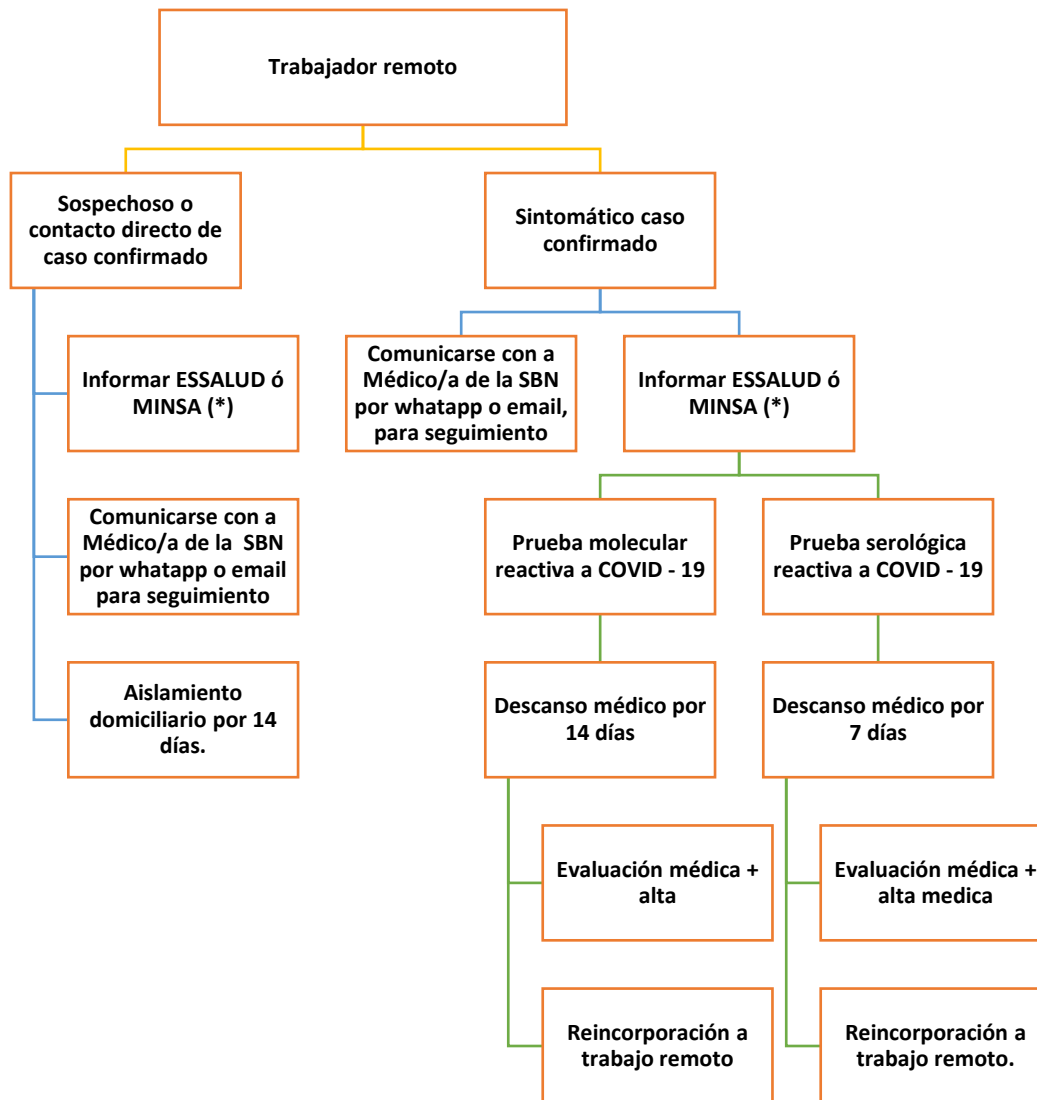 Trabajador remoto
Sospechoso o
contacto directo de
caso confirmado
Sintomático caso
confirmado
Informar ESSALUD ó
MINSA (*)
Comunicarse con a
Médico/a de la SBN
por whatapp o email,
para seguimiento
Informar ESSALUD ó
MINSA (*)
Comunicarse con a
Médico/a de la SBN
por whatapp o email
para seguimiento
Prueba molecular
reactiva a COVID - 19
Prueba serológica
reactiva a COVID - 19
Aislamiento
domiciliario por 14
días.
Descanso médico por
14 días
Descanso médico por
7 días
Evaluación médica +
alta
Evaluación médica +
alta medica
Reincorporación a
trabajo remoto
Reincorporación a
trabajo remoto.